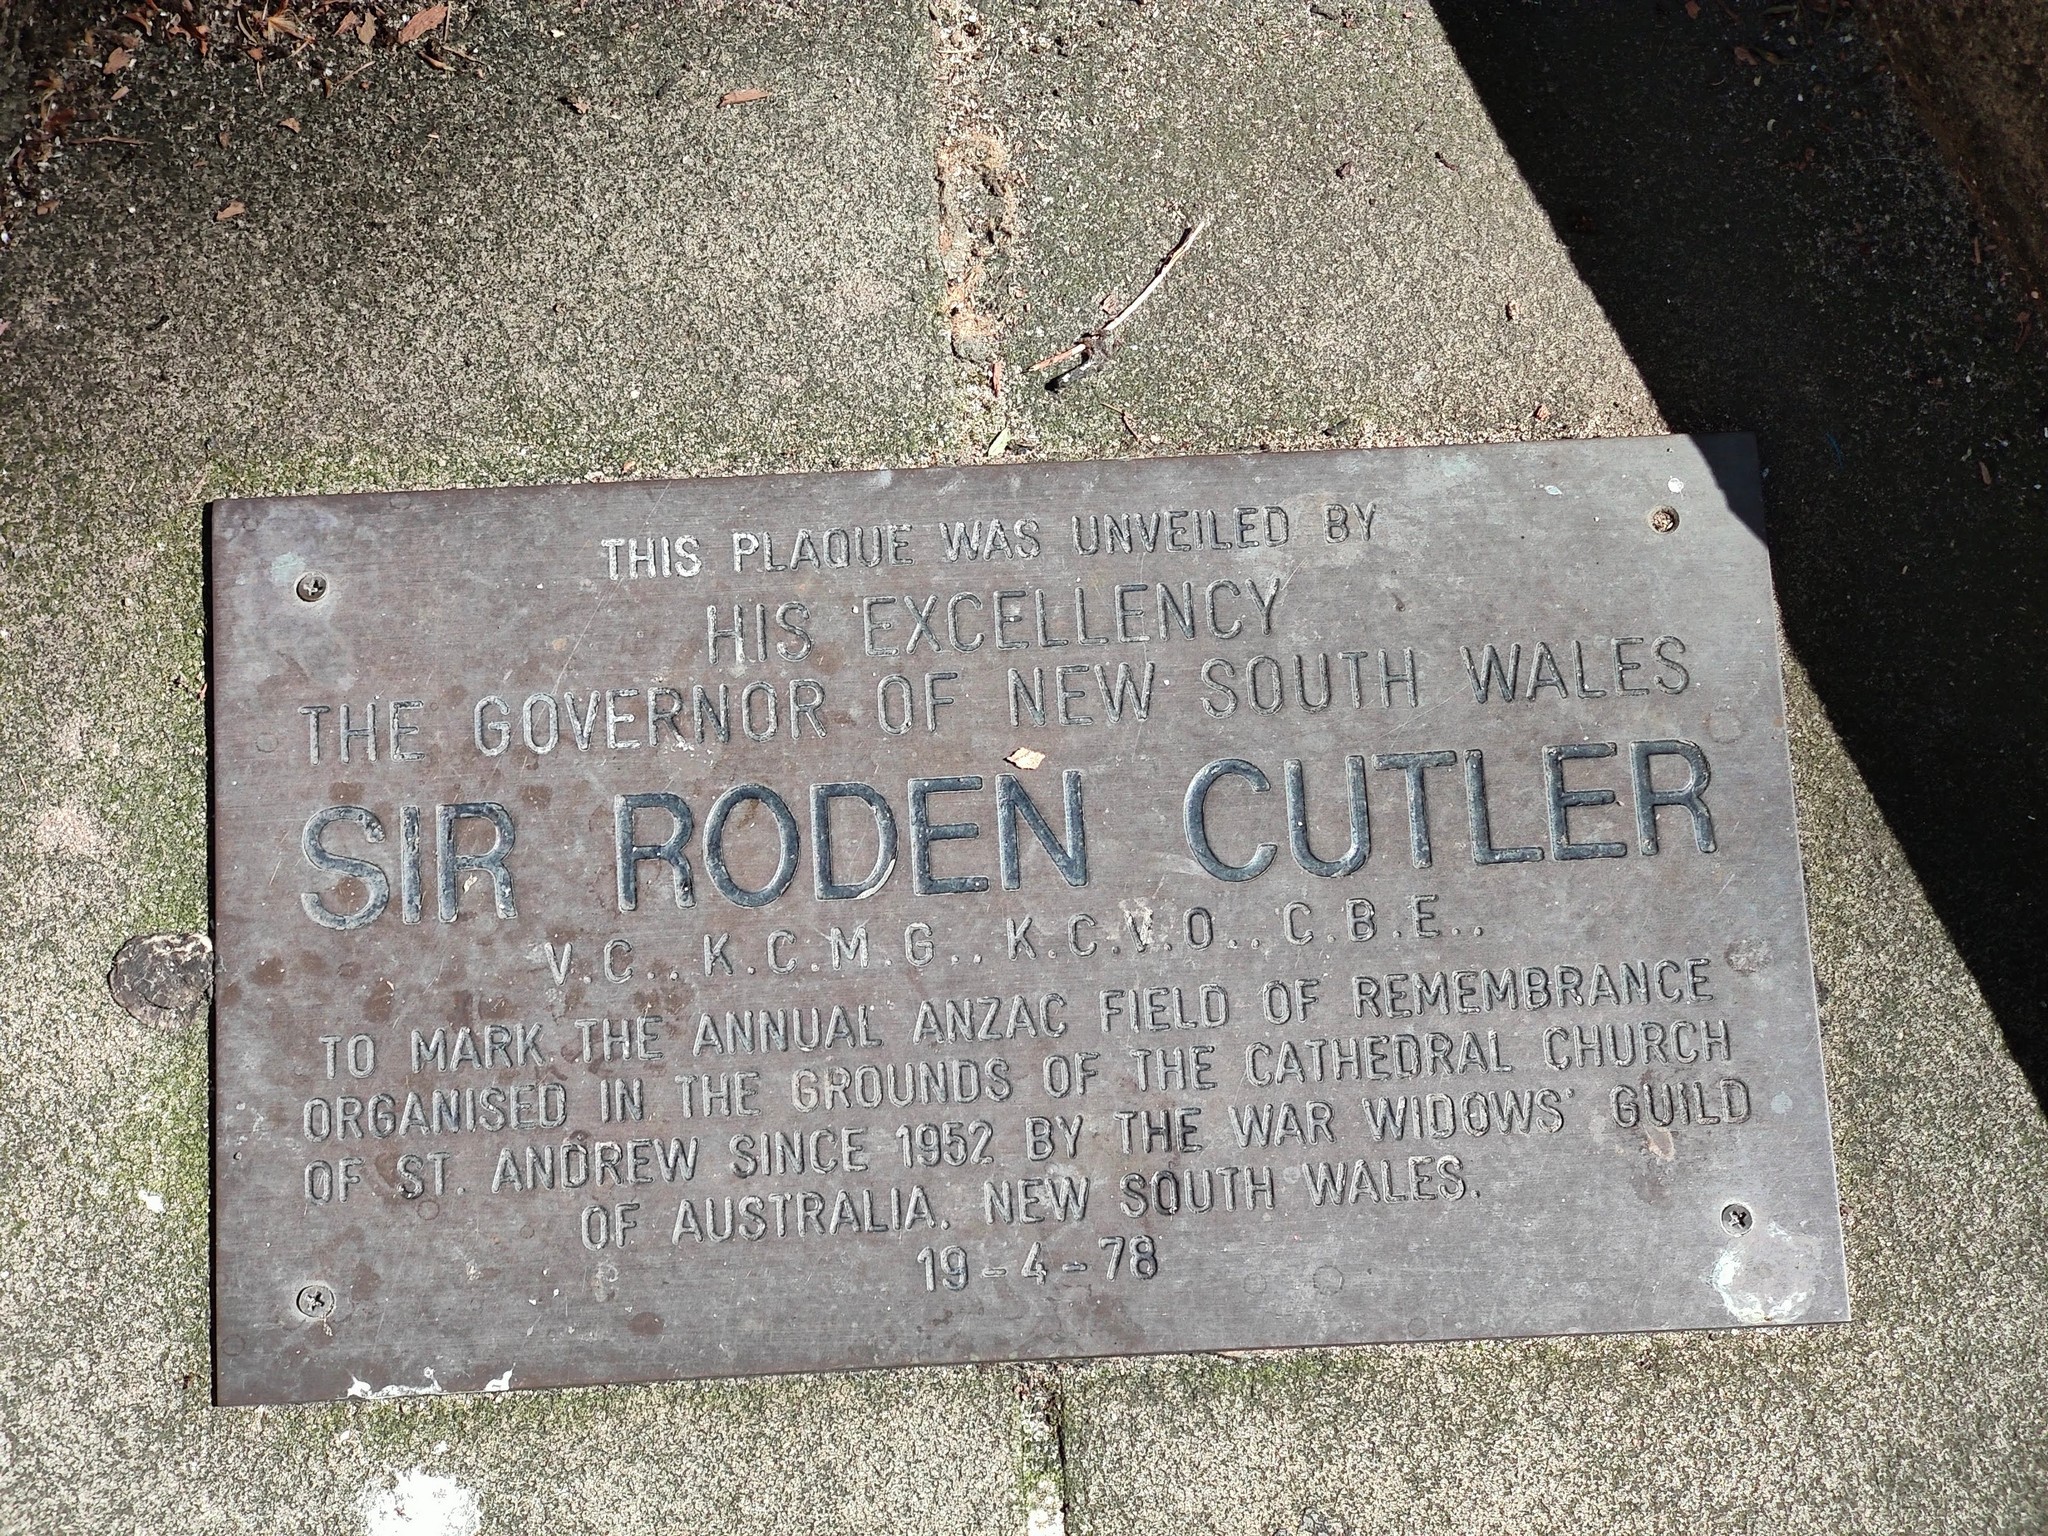 THIS PLAQUE WAS UNVEILED BY
HIS EXCELLENCY
THE GOVERNOR OF NEW SOUTH WALES
SIR RODEN CUTLER
V.C., K.C.M.G., K.C.V.O., C.B.E.,
TO MARK THE ANNUAL ANZAC FIELD OF REMEMBRANCE
ORGANISED IN THE GROUNDS OF THE CATHEDRAL CHURCH
OF ST. ANDREW SINCE 1952 BY THE WAR WIDOWS' GUILD
OF AUSTRALIA. NEW SOUTH WALES.
19-4-78